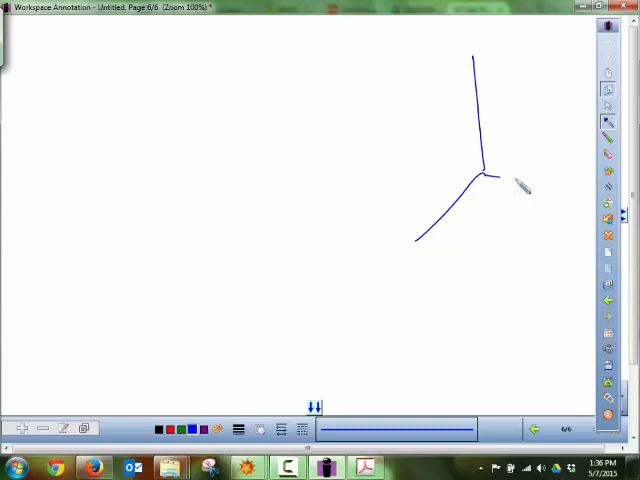 Workspace Annotation - Untitled, Page 6/6 (Zoom 100%) *
6/6
1:36 PM
5/7/2015